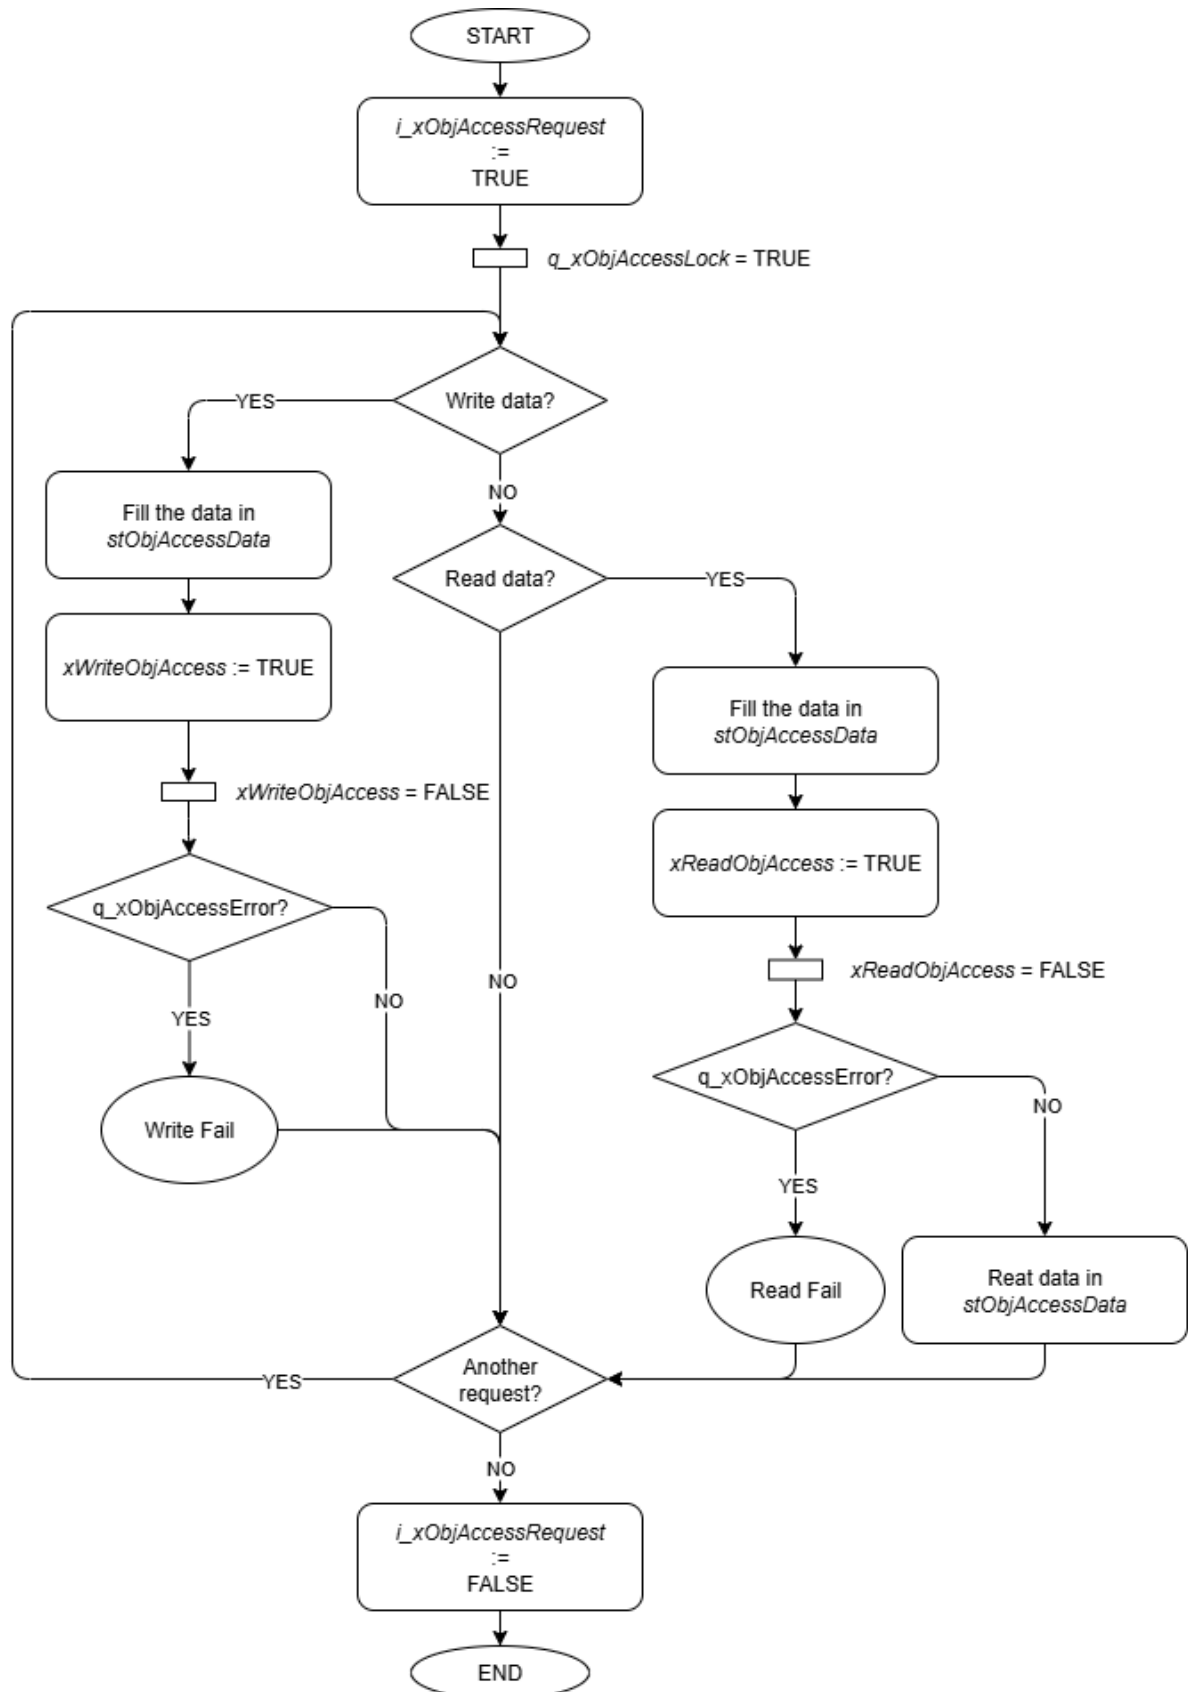 START
i_xObjAccessRequest
:=
TRUE
q_xObjAccessLock = TRUE
Write data?
YES
NO
Fill the data in
stObjAccessData
Read data?
YES
xWriteObjAccess := TRUE
Fill the data in
stObjAccessData
xWriteObjAccess = FALSE
xReadObjAccess := TRUE
q_xObjAccessError?
xReadObjAccess = FALSE
NO
NO
YES
q_xObjAccessError?
NO
Write Fail
YES
Read Fail
Reat data in
stObjAccessData
Another
request?
YES
NO
i_xObjAccessRequest
:=
FALSE
END